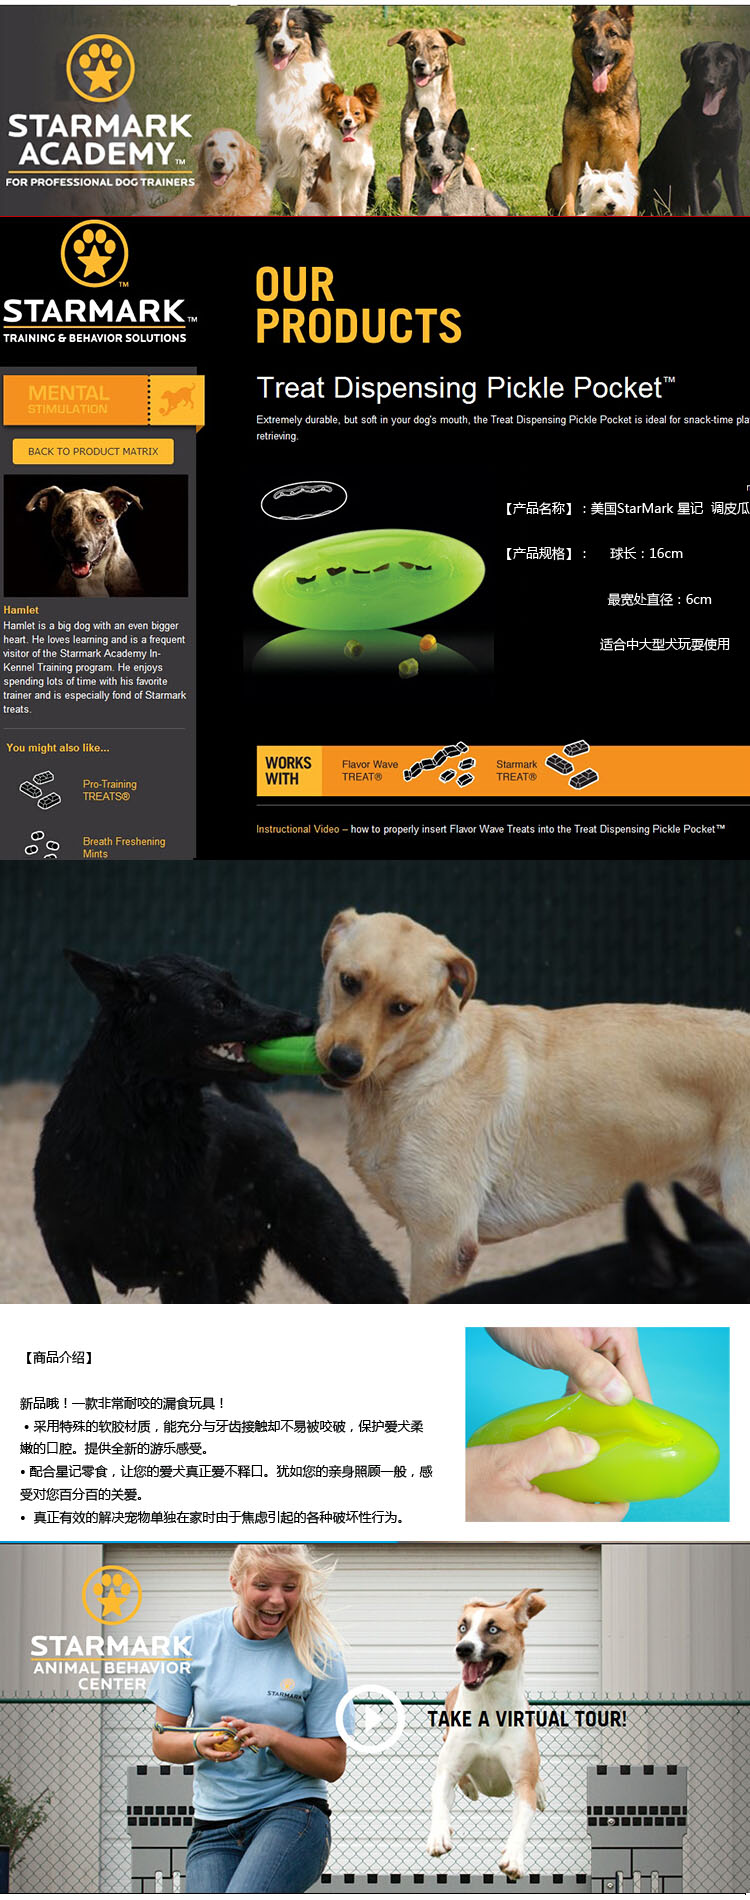 STARMARK
ACADEMY™
FOR PROFESSIONAL DOG TRAINERS
STARMARK™
TRAINING & BEHAVIOR SOLUTIONS
MENTAL
STIMULATION
BACK TO PRODUCT MATRIX
Hamlet
Hamlet is a big dog with an even bigger
heart. He loves learning and is a frequent
visitor of the Starmark Academy In-
Kennel Training program. He enjoys
spending lots of time with his favorite
trainer and is especially fond of Starmark
treats.
You might also like...
Pro-Training
TREATS®
Breath Freshening
Mints
OUR
PRODUCTS
Treat Dispensing Pickle Pocket™
Extremely durable, but soft in your dog's mouth, the Treat Dispensing Pickle Pocket is ideal for snack-time pla
retrieving.
【产品名称】：美国StarMark 星记 调皮瓜
【产品规格】： 球长：16cm
最宽处直径：6cm
适合中大型犬玩耍使用
WORKS
WITH
Flavor Wave
TREAT®
Starmark
TREAT®
Instructional Video – how to properly insert Flavor Wave Treats into the Treat Dispensing Pickle Pocket™
【商品介绍】
新品哦！一款非常耐咬的漏食玩具！
• 采用特殊的软胶材质，能充分与牙齿接触却不易被咬破，保护爱犬柔
嫩的口腔。提供全新的游乐感受。
• 配合星记零食，让您的爱犬真正爱不释口。犹如您的亲身照顾一般，感
受对您百分百的关爱。
• 真正有效的解决宠物单独在家时由于焦虑引起的各种破坏性行为。
STARMARK
ANIMAL BEHAVIOR
CENTER
STARMARK
TAKE A VIRTUAL TOUR!